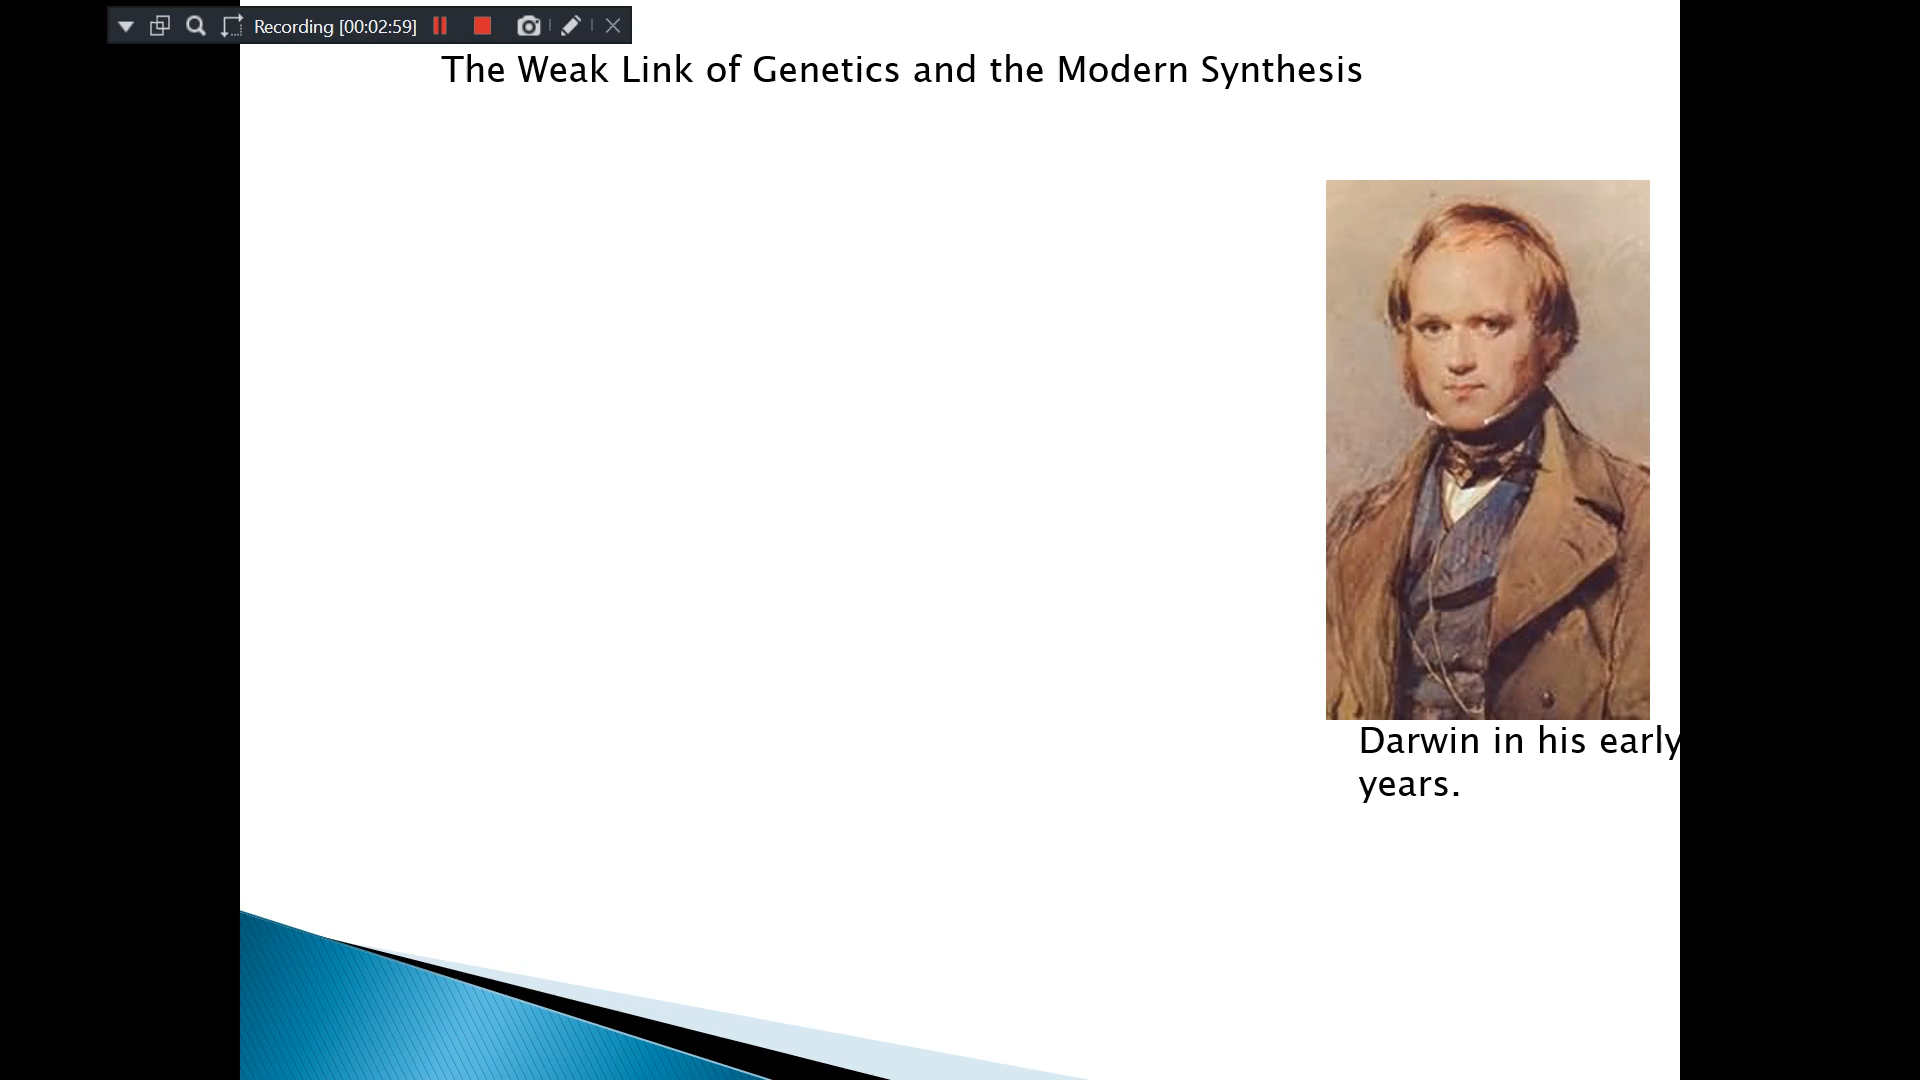 Recording [00:02:59]
The Weak Link of Genetics and the Modern Synthesis
Darwin in his early
years.